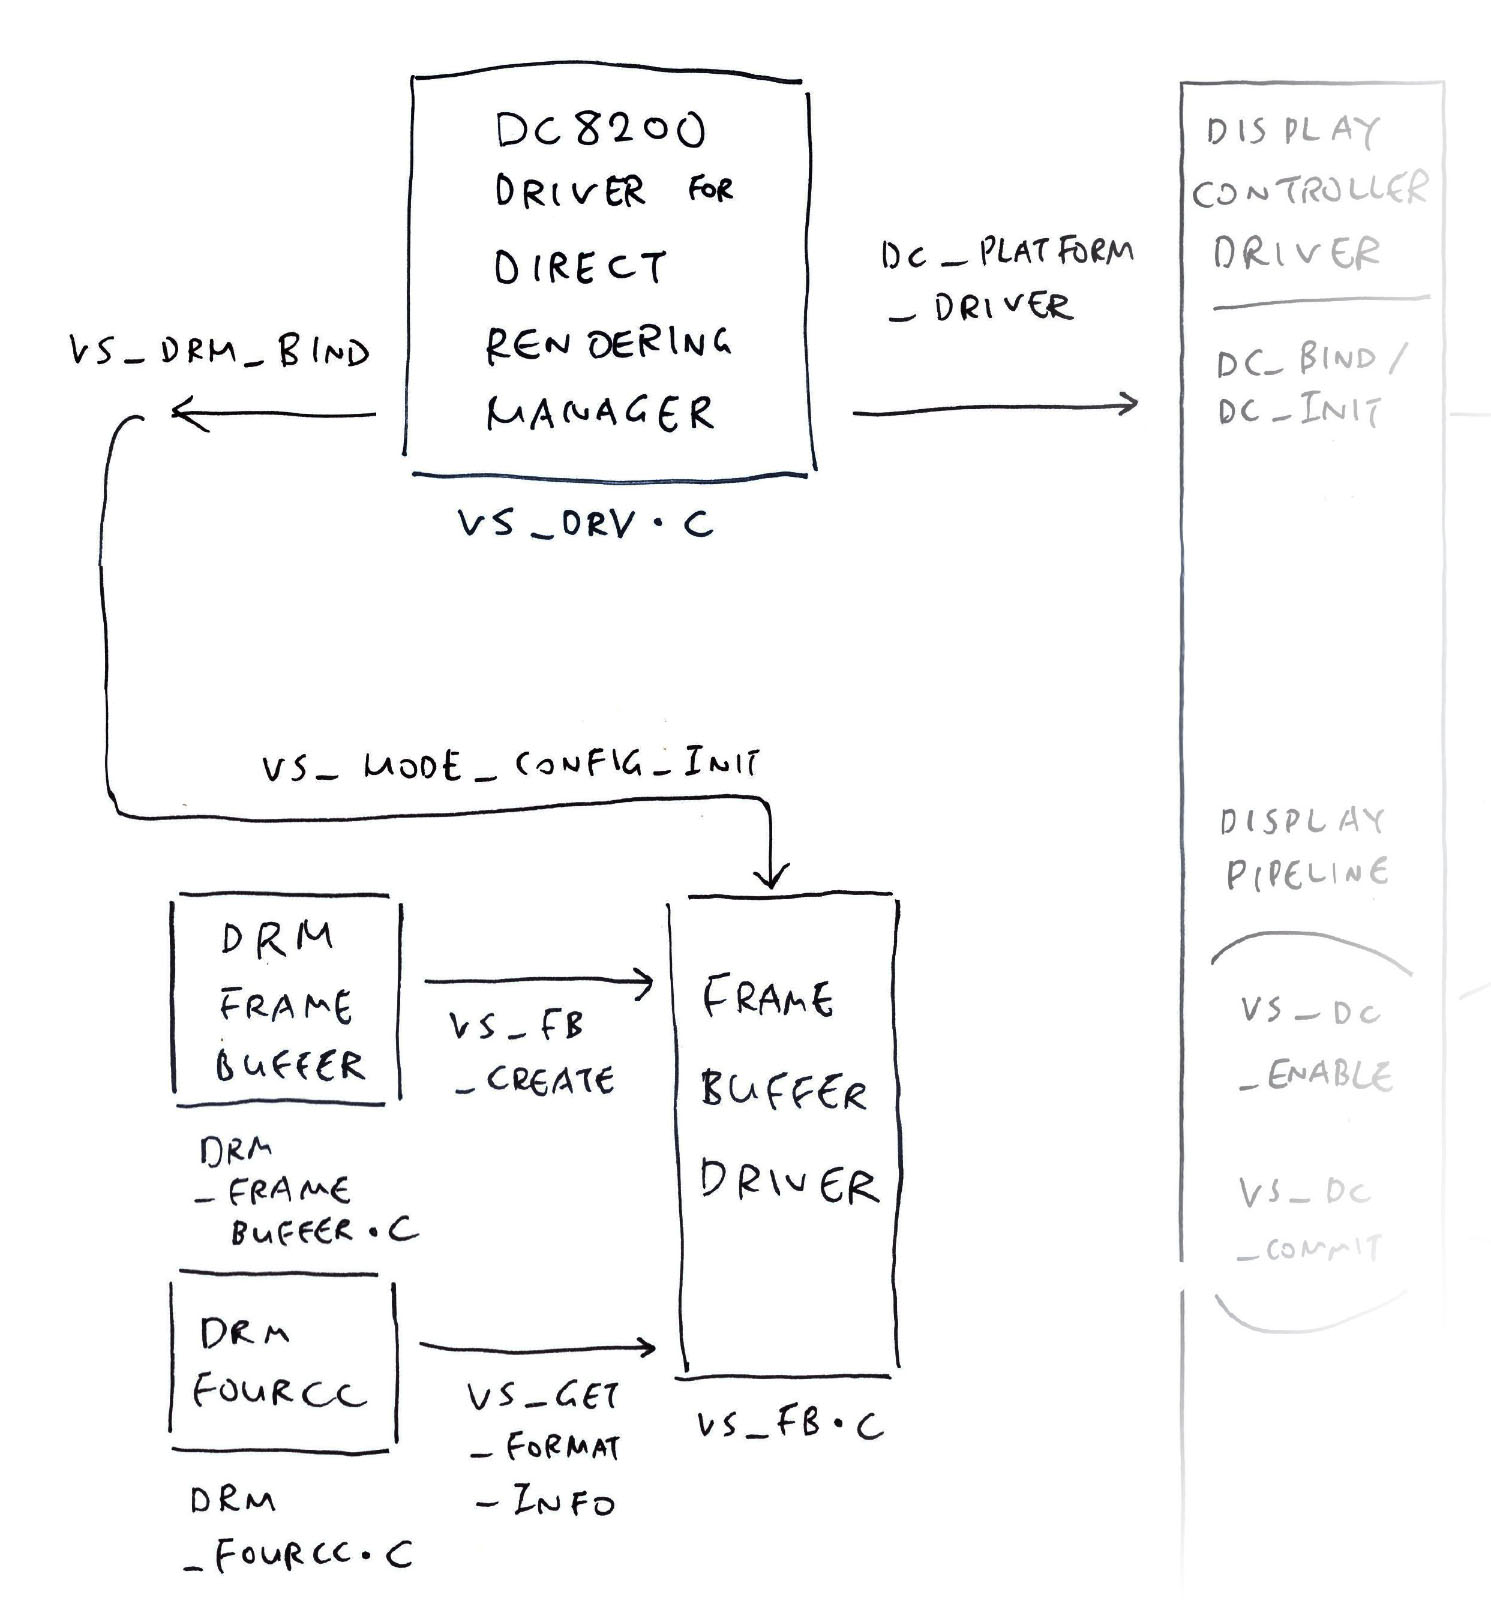 DC8200
DRIVER FOR
DIRECT
RENDERING
MANAGER
VS_DRV.C
VS_DRM_BIND
DC_PLATFORM
_DRIVER
DISPLAY
CONTROLLER
DRIVER
DC_BIND/
DC_INIT
VS_MODE_CONFIG_INIT
DISPLAY
PIPELINE
VS_DC
_ENABLE
VS_DC
_COMMIT
DRM
FRAME
BUFFER
DRM
_FRAME
BUFFER.C
VS_FB
_CREATE
FRAME
BUFFER
DRIVER
VS_FB.C
DRM
FOURCC
DRM
_FOURCC.C
VS_GET
_FORMAT
_INFO